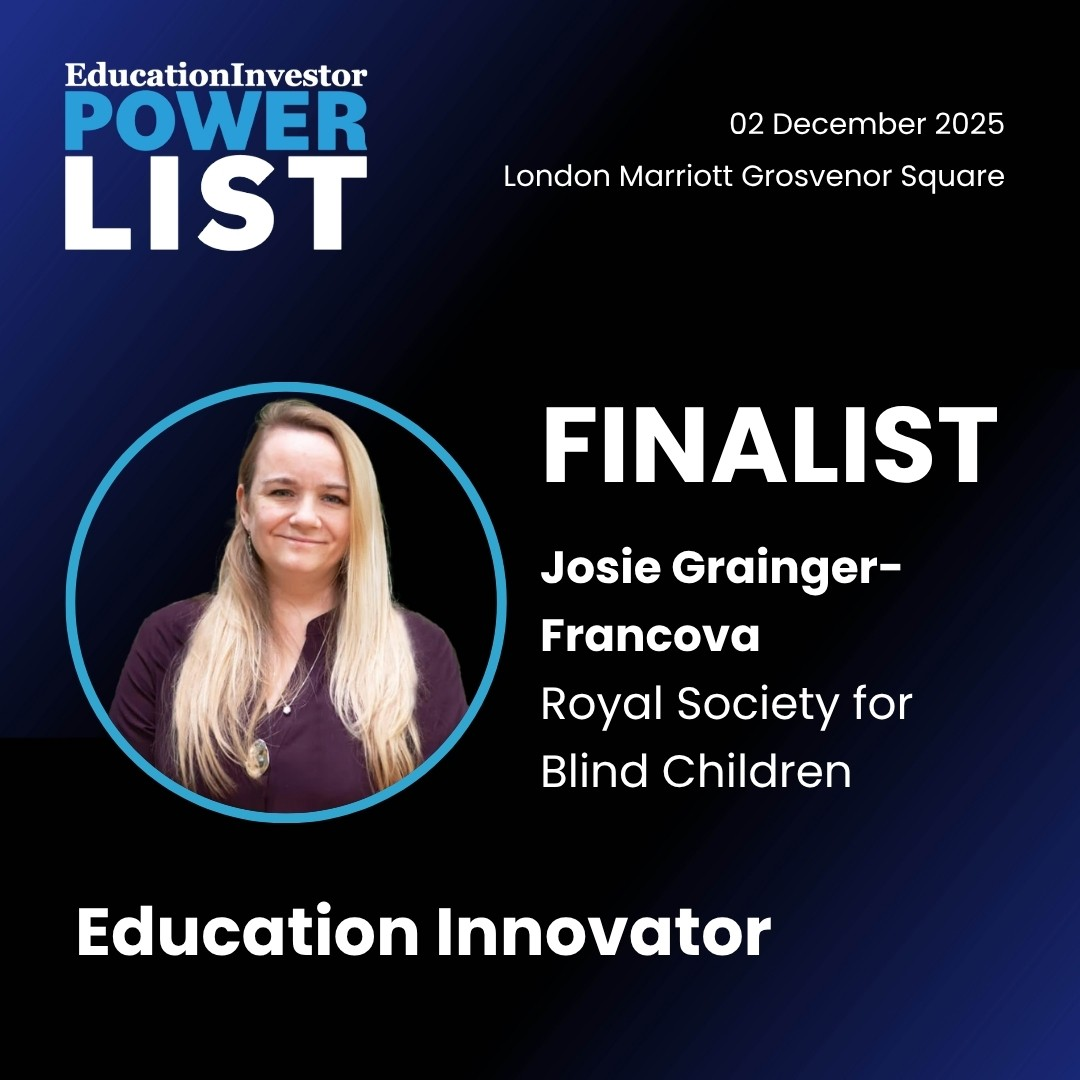 EducationInvestor
POWER
LIST
02 December 2025
London Marriott Grosvenor Square
FINALIST
Josie Grainger-
Francova
Royal Society for
Blind Children
Education Innovator